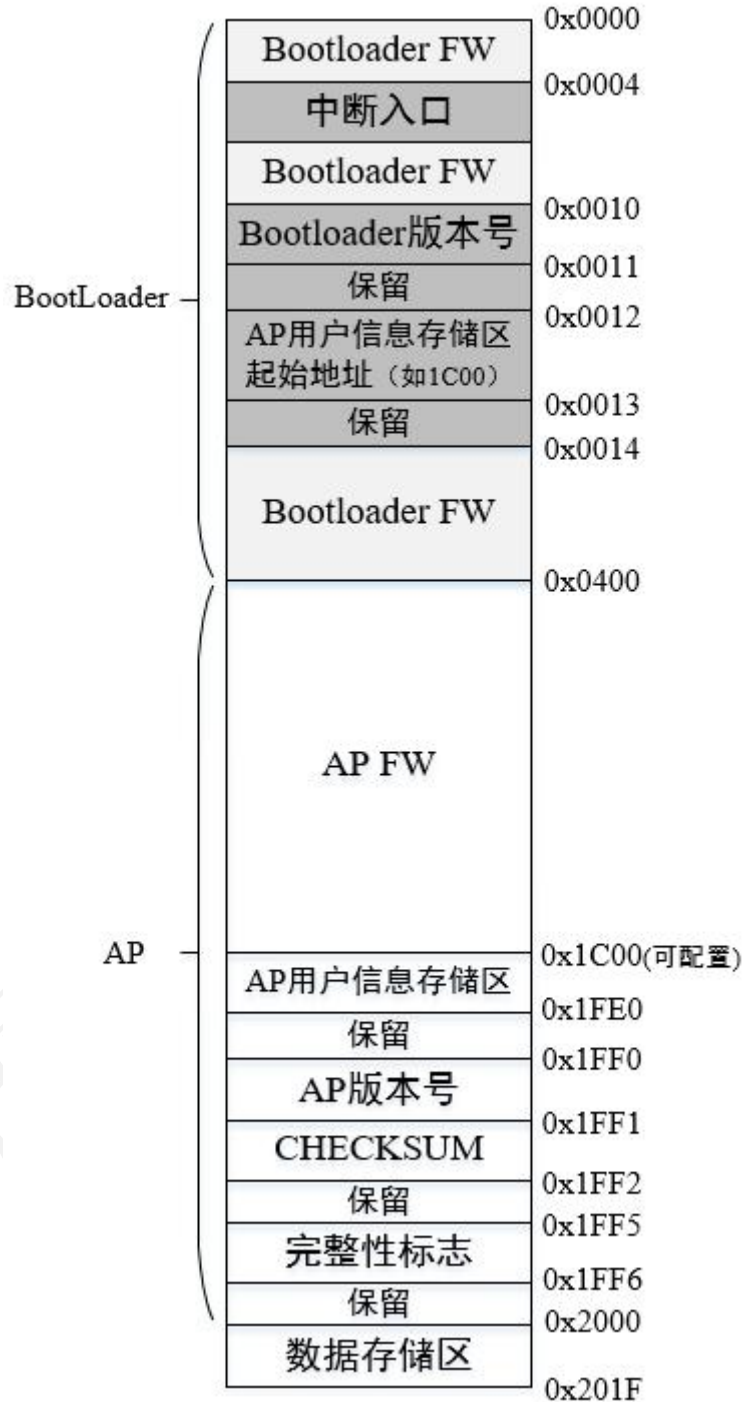 0x0000
Bootloader FW
0x0004
中断入口
Bootloader FW
0x0010
Bootloader版本号
0x0011
保留
0x0012
AP用户信息存储区
起始地址（如1C00）
0x0013
保留
0x0014
BootLoader
Bootloader FW
0x0400
AP FW
AP
0x1C00(可配置)
AP用户信息存储区
0x1FE0
保留
0x1FF0
AP版本号
0x1FF1
CHECKSUM
0x1FF2
保留
0x1FF5
完整性标志
0x1FF6
保留
0x2000
数据存储区
0x201F